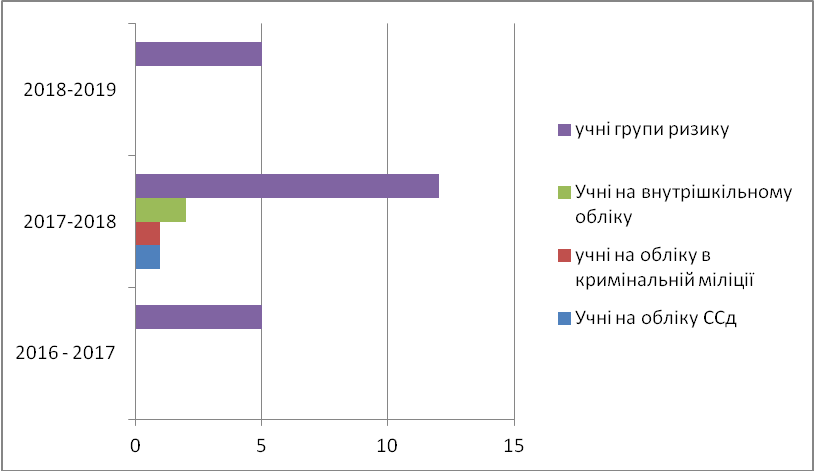 2018-2019
2017-2018
2016 - 2017
0 5 10 15
учні групи ризику
Учні на внутрішкільному
обліку
учні на обліку в
кримінальній міліції
Учні на обліку ССд